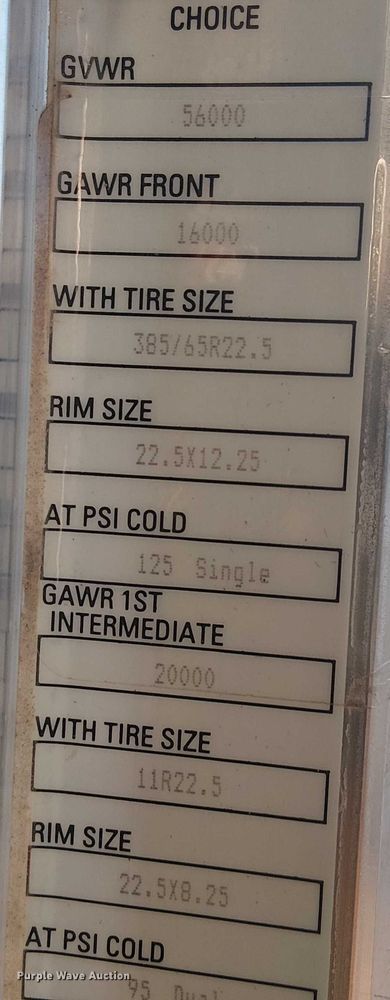 CHOICE
GVWR
56000
GAWR FRONT
16000
WITH TIRE SIZE
385/65R22.5
RIM SIZE
22.5X12.25
AT PSI COLD
125 Single
GAWR 1ST
INTERMEDIATE
20000
WITH TIRE SIZE
11R22.5
RIM SIZE
22.5X8.25
AT PSI COLD
95 Dual
Purple Wave Auction